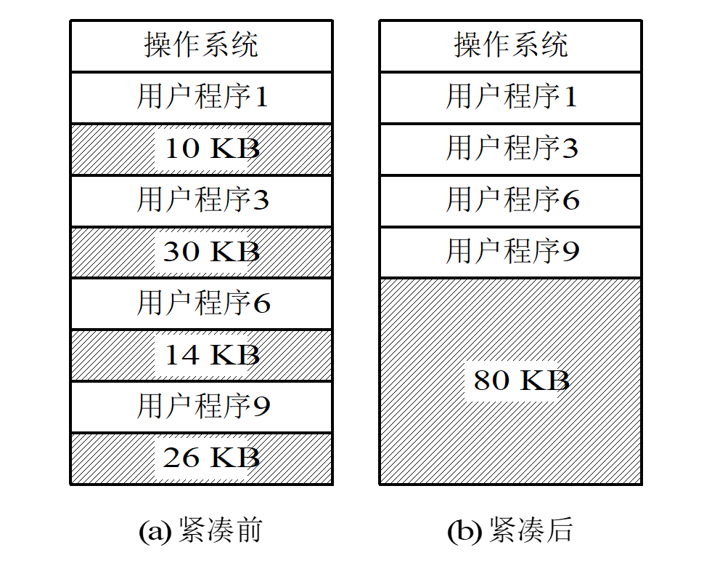 操作系统
用户程序1
10 KB
用户程序3
30 KB
用户程序6
14 KB
用户程序9
26 KB
(a) 紧凑前
操作系统
用户程序1
用户程序3
用户程序6
用户程序9
80 KB
(b) 紧凑后